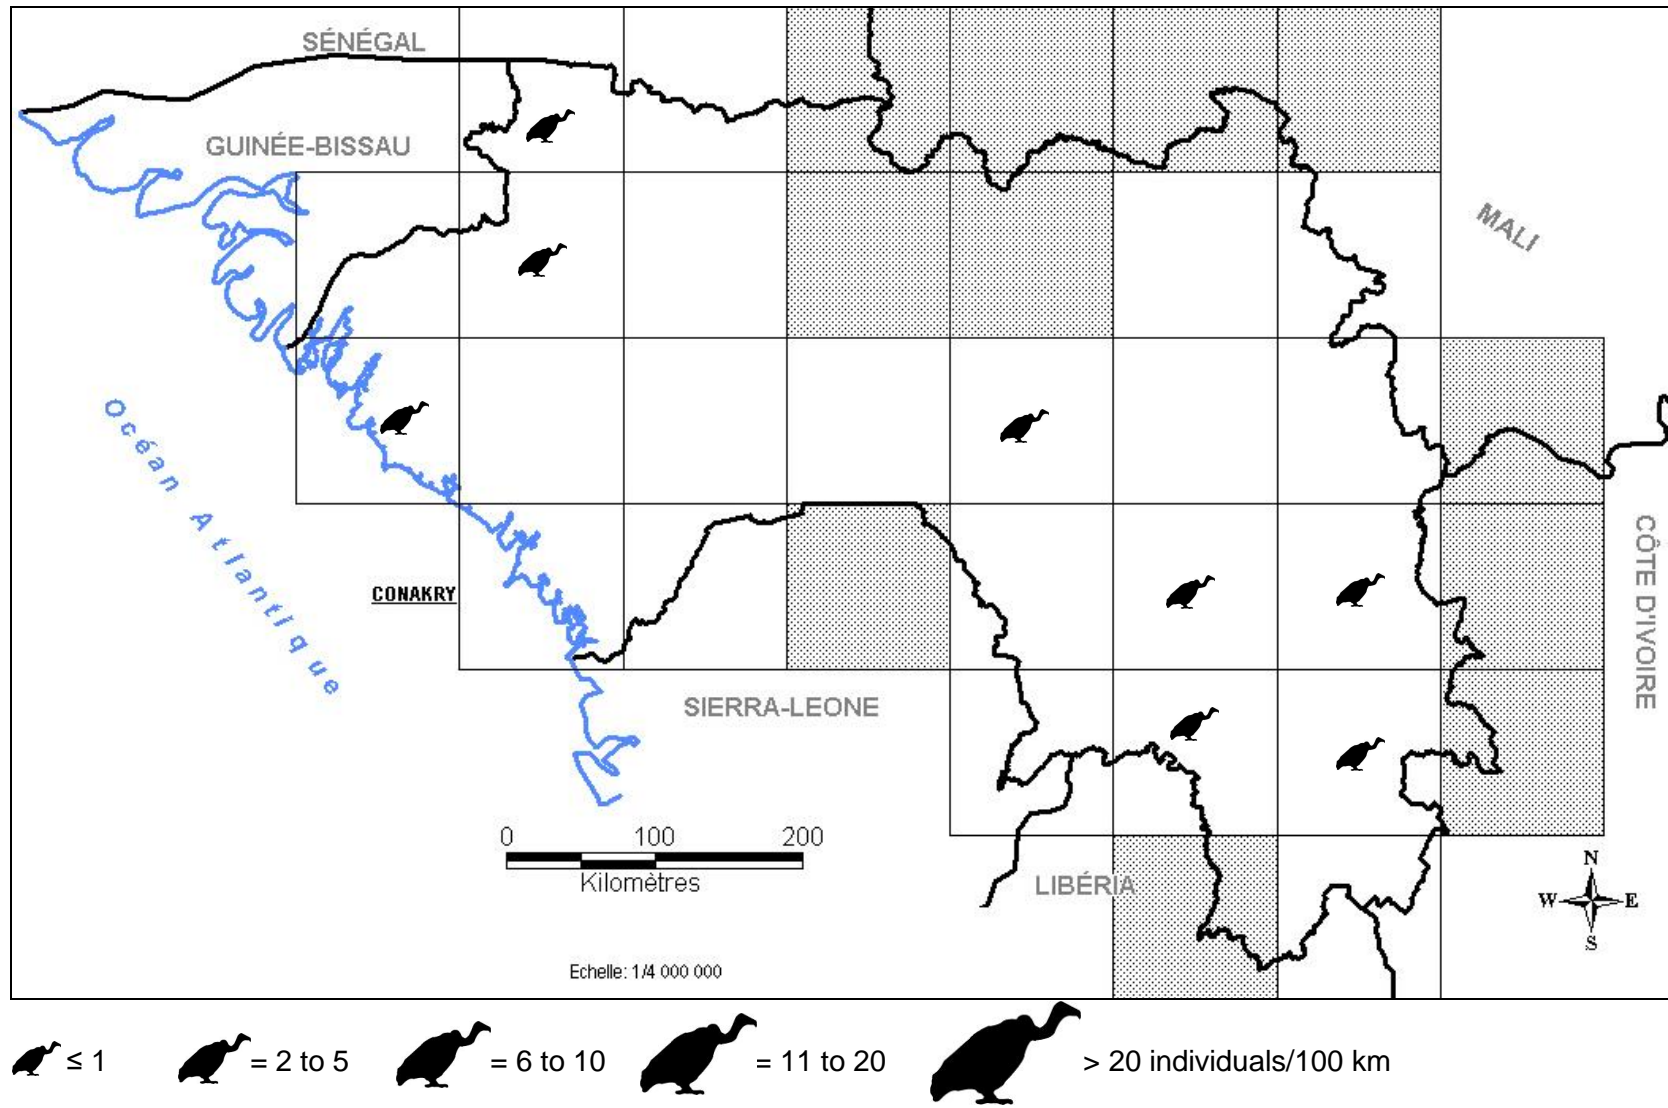 SÉNÉGAL
GUINÉE-BISSAU
MALI
Océan Atlantique
CONAKRY
CÔTE D'IVOIRE
SIERRA-LEONE
0 100 200
Kilomètres
LIBÉRIA
N
W E
S
Echelle: 1/4 000 000
≤ 1 = 2 to 5 = 6 to 10 = 11 to 20 > 20 individuals/100 km